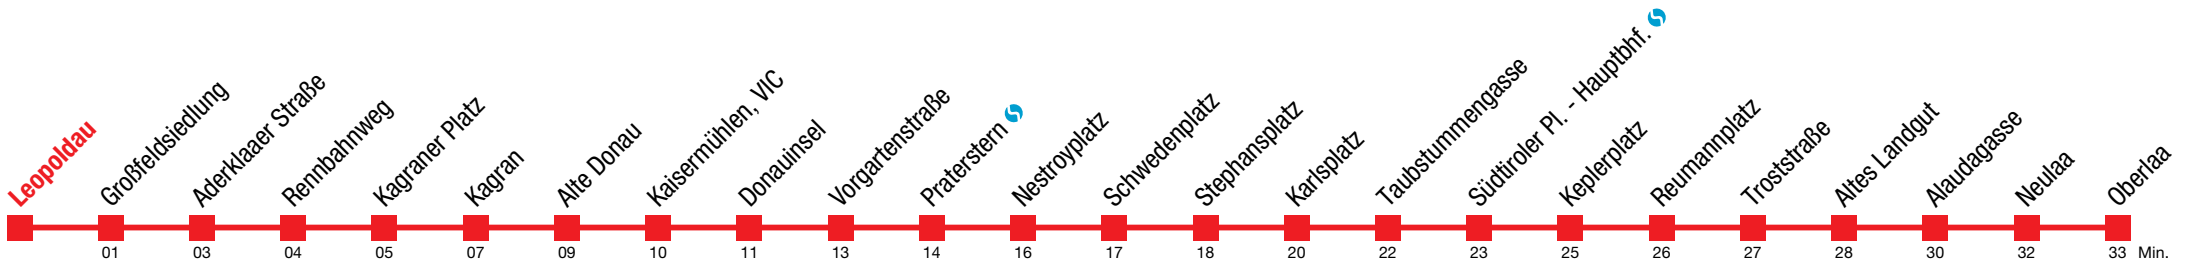 Leopoldau
Großfeldsiedlung
Aderklaaer Straße
Rennbahnweg
Kagraner Platz
Kagran
Alte Donau
Kaisermühlen, VIC
Donauinsel
Vorgartenstraße
Praterstern
Nestroyplatz
Schwedenplatz
Stephansplatz
Karlsplatz
Taubstummengasse
Südtiroler Pl. - Hauptbhf.
Keplerplatz
Reumannplatz
Troststraße
Altes Landgut
Alaudagasse
Neulaa
Oberlaa
01 03 04 05 07 09 10 11 13 14 16 17 18 20 22 23 25 26 27 28 30 32 33 Min.